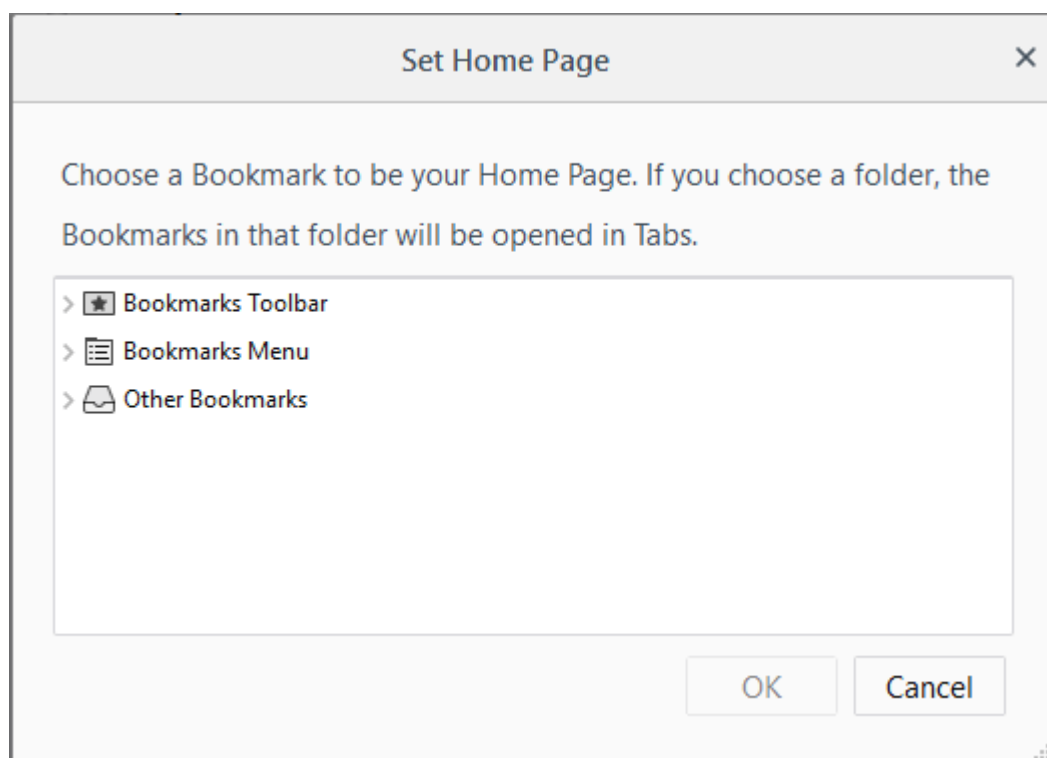 Set Home Page
Choose a Bookmark to be your Home Page. If you choose a folder, the
Bookmarks in that folder will be opened in Tabs.
Bookmarks Toolbar
Bookmarks Menu
Other Bookmarks
OK Cancel